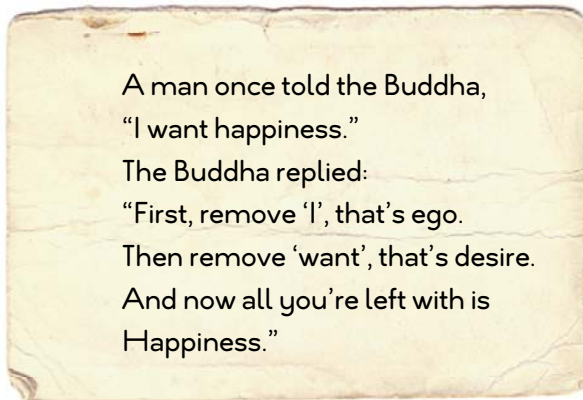 A man once told the Buddha,
“I want happiness.”
The Buddha replied:
“First, remove ‘I’, that’s ego.
Then remove ‘want’, that’s desire.
And now all you’re left with is
Happiness.”